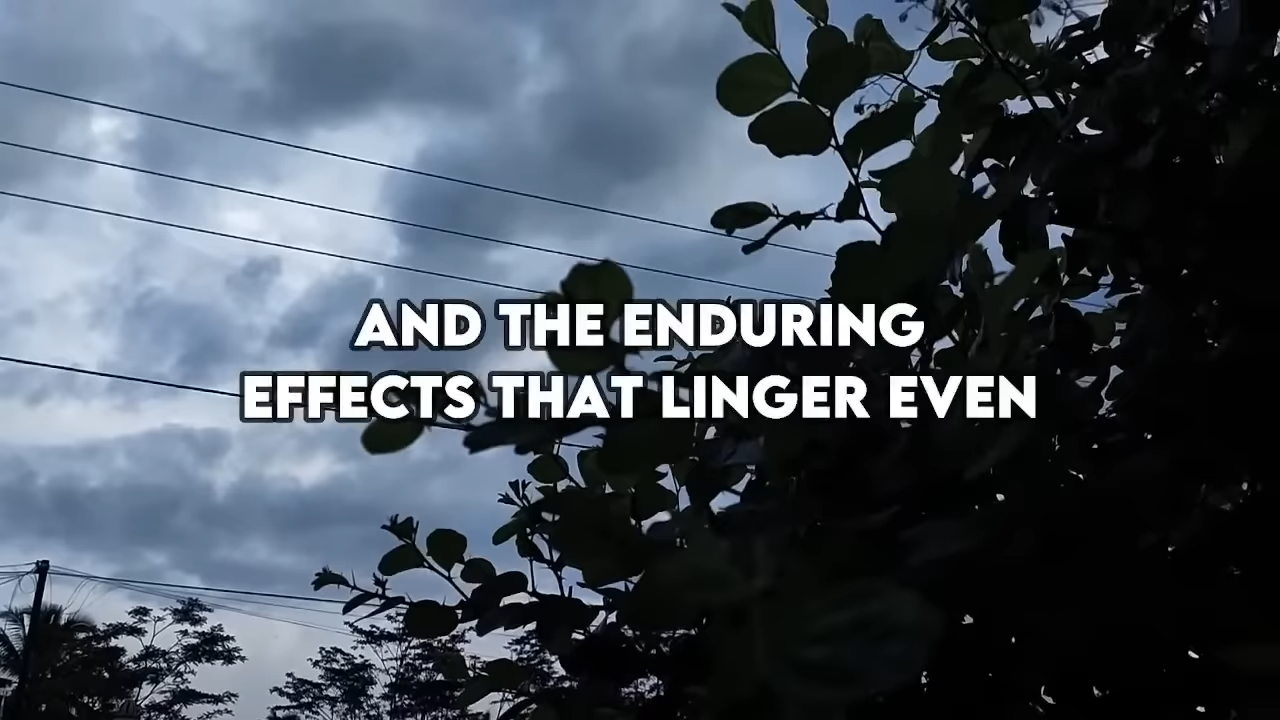 AND THE ENDURING
EFFECTS THAT LINGER EVEN